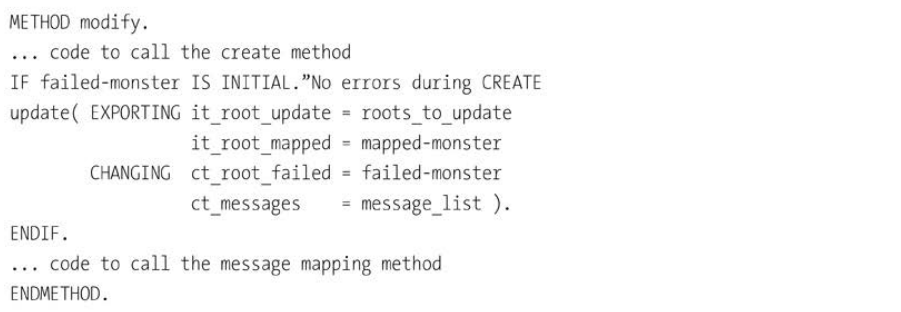 METHOD modify.
... code to call the create method
IF failed-monster IS INITIAL.”No errors during CREATE
update( EXPORTING it_root_update = roots_to_update
it_root_mapped = mapped-monster
CHANGING ct_root_failed = failed-monster
ct_messages = message_list ).
ENDIF.
... code to call the message mapping method
ENDMETHOD.